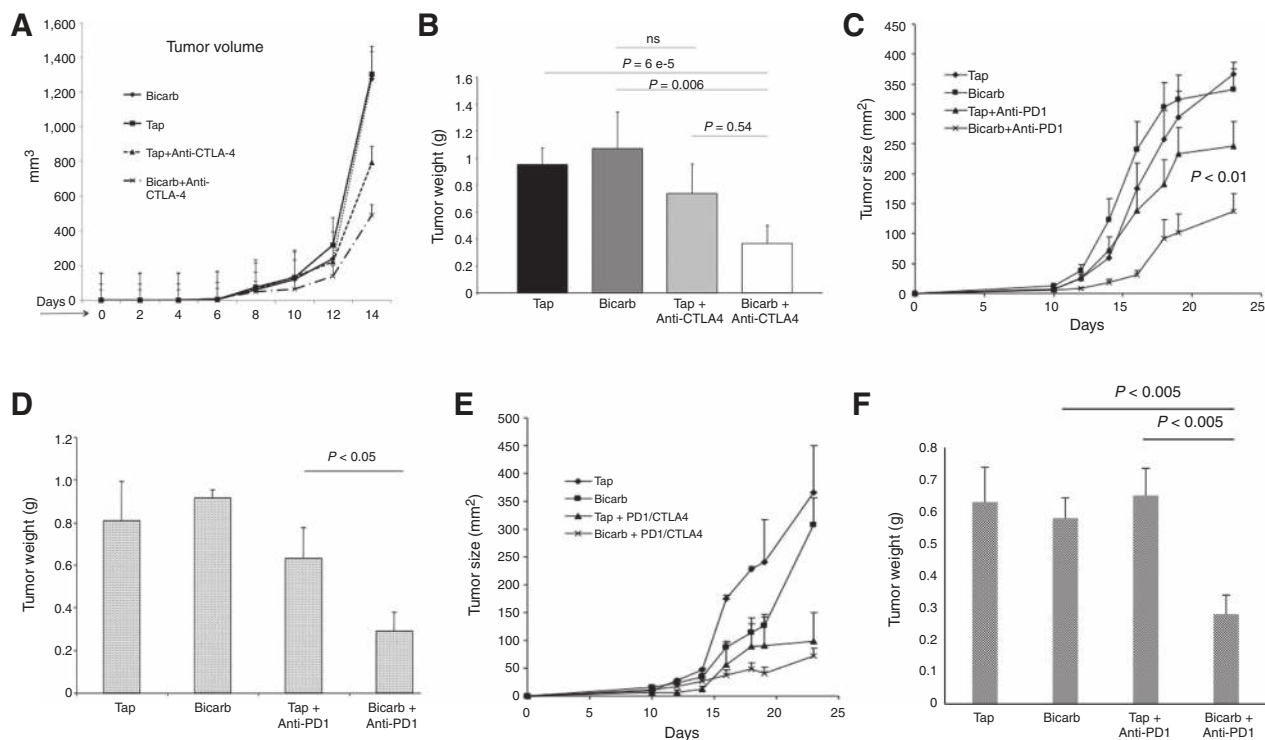 A
Tumor volume
1,600
1,400
1,200
1,000
800
600
400
200
0
mm³
Bicarb
Tap
Tap+Anti-CTLA-4
Bicarb+Anti-
CTLA-4
Days
0 2 4 6 8 10 12 14
B
ns
P = 6 e-5
P = 0.006
P = 0.54
1.6
1.4
1.2
1
0.8
0.6
0.4
0.2
0
Tumor weight (g)
Tap Bicarb Tap + Bicarb +
Anti-CTLA4 Anti-CTLA4
C
400
350
300
250
200
150
100
50
0
Tumor size (mm²)
Tap
Bicarb
Tap+Anti-PD1
Bicarb+Anti-PD1
P < 0.01
0 5 10 15 20 25
Days
D
P < 0.05
1.2
1.0
0.8
0.6
0.4
0.2
0
Tumor weight (g)
Tap Bicarb Tap + Bicarb +
Anti-PD1 Anti-PD1
E
500
450
400
350
300
250
200
150
100
50
0
Tumor size (mm²)
Tap
Bicarb
Tap + PD1/CTLA4
Bicarb + PD1/CTLA4
0 5 10 15 20 25
Days
F
P < 0.005
P < 0.005
0.8
0.7
0.6
0.5
0.4
0.3
0.2
0.1
0
Tumor weight (g)
Tap Bicarb Tap + Bicarb +
Anti-PD1 Anti-PD1